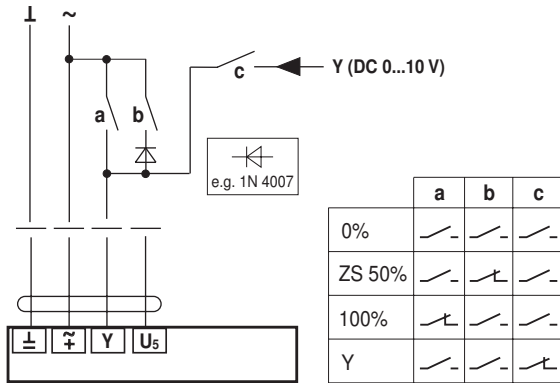 ⊥ ~
c
Y (DC 0...10 V)
a b
e.g. 1N 4007
a b c
0%
ZS 50%
100%
Y
⊥ ~ + Y U5